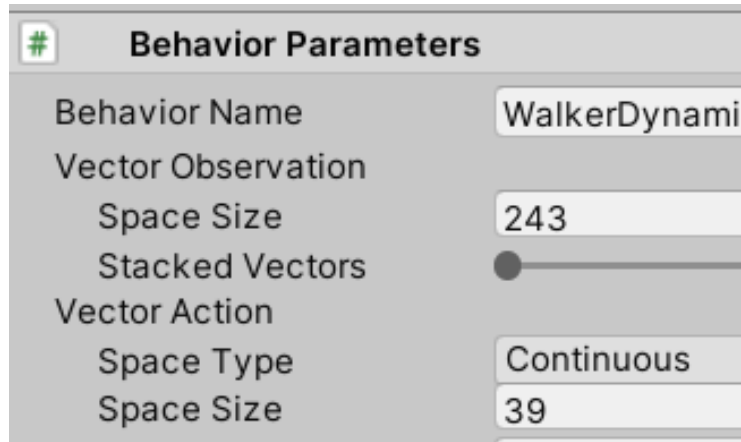 # Behavior Parameters
Behavior Name WalkerDynami
Vector Observation
Space Size 243
Stacked Vectors
Vector Action
Space Type Continuous
Space Size 39